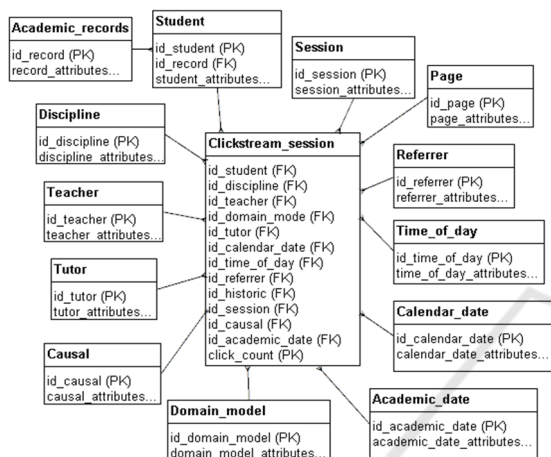 Academic_records
id_record (PK)
record_attributes...
Student
id_student (PK)
id_record (FK)
student_attributes...
Session
id_session (PK)
session_attributes...
Page
id_page (PK)
page_attributes...
Discipline
id_discipline (PK)
discipline_attributes...
Clickstream_session
id_student (FK)
id_discipline (FK)
id_teacher (FK)
id_domain_mode (FK)
id_tutor (FK)
id_calendar_date (FK)
id_time_of_day (FK)
id_referrer (FK)
id_historic (FK)
id_session (FK)
id_causal (FK)
id_academic_date (FK)
click_count (PK)
Referrer
id_referrer (PK)
referrer_attributes...
Teacher
id_teacher (PK)
teacher_attributes...
Time_of_day
id_time_of_day (PK)
time_of_day_attributes...
Tutor
id_tutor (PK)
tutor_attributes...
Calendar_date
id_calendar_date (PK)
calendar_date_attributes...
Causal
id_causal (PK)
causal_attributes...
Domain_model
id_domain_model (PK)
domain_model_attributes...
Academic_date
id_academic_date (PK)
academic_date_attributes...